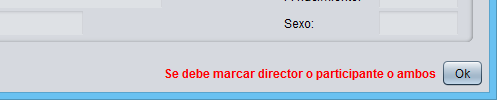 Sexo:
Se debe marcar director o participante o ambos
Ok